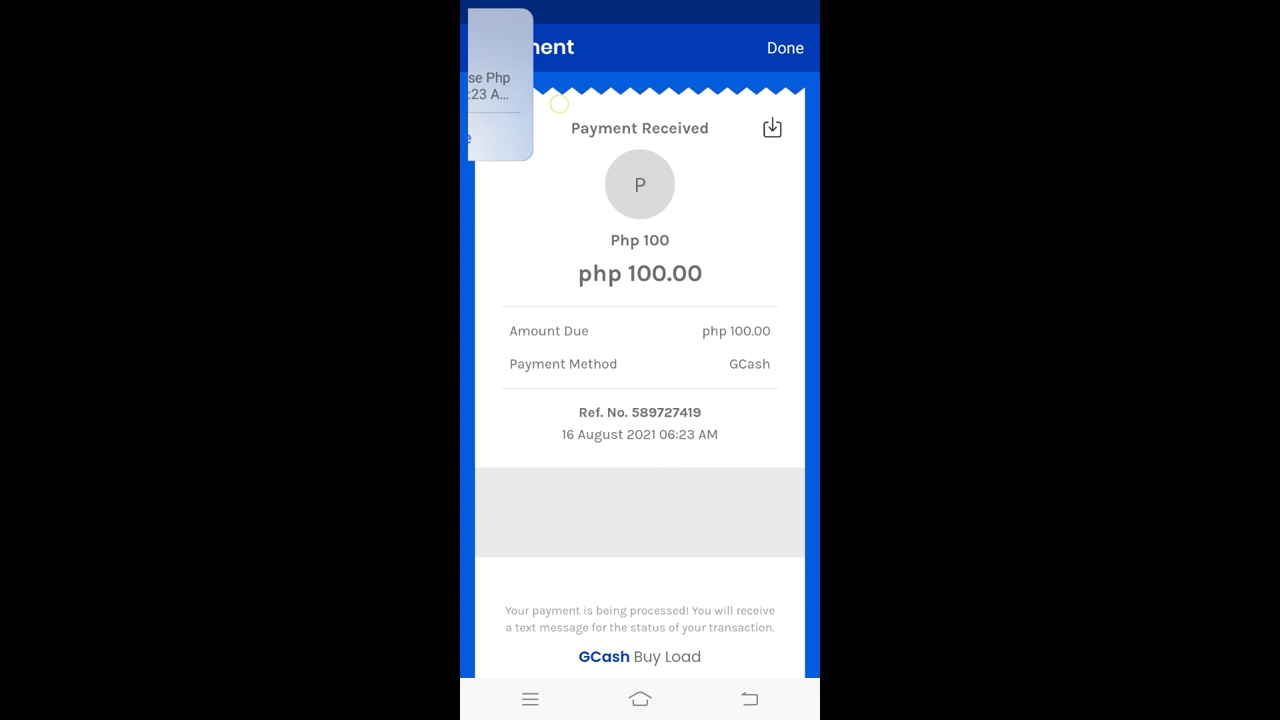 ment
Done
se Php
:23 A...
e
Payment Received
P
Php 100
php 100.00
Amount Due php 100.00
Payment Method GCash
Ref. No. 589727419
16 August 2021 06:23 AM
Your payment is being processed! You will receive
a text message for the status of your transaction.
GCash Buy Load